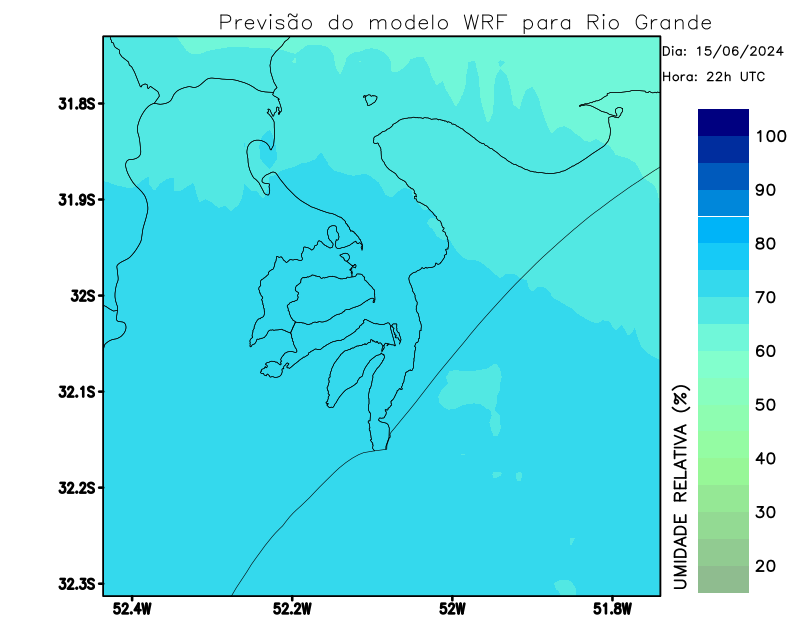 Previsão do modelo WRF para Rio Grande
Dia: 15/06/2024
Hora: 22h UTC
31.8S
31.9S
32S
32.1S
32.2S
32.3S
52.4W
52.2W
52W
51.8W
100
90
80
70
60
50
40
30
20
UMIDADE RELATIVA (%)